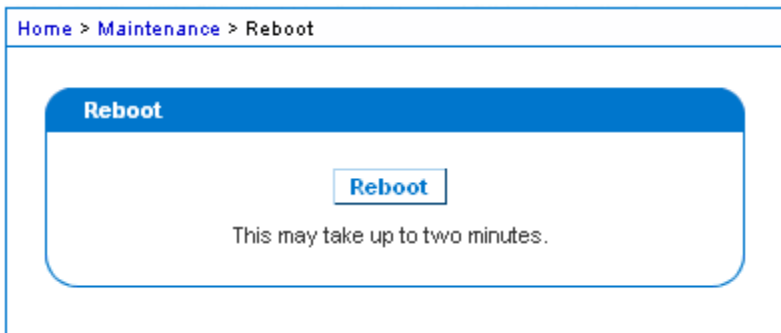 Home > Maintenance > Reboot
Reboot
Reboot
This may take up to two minutes.